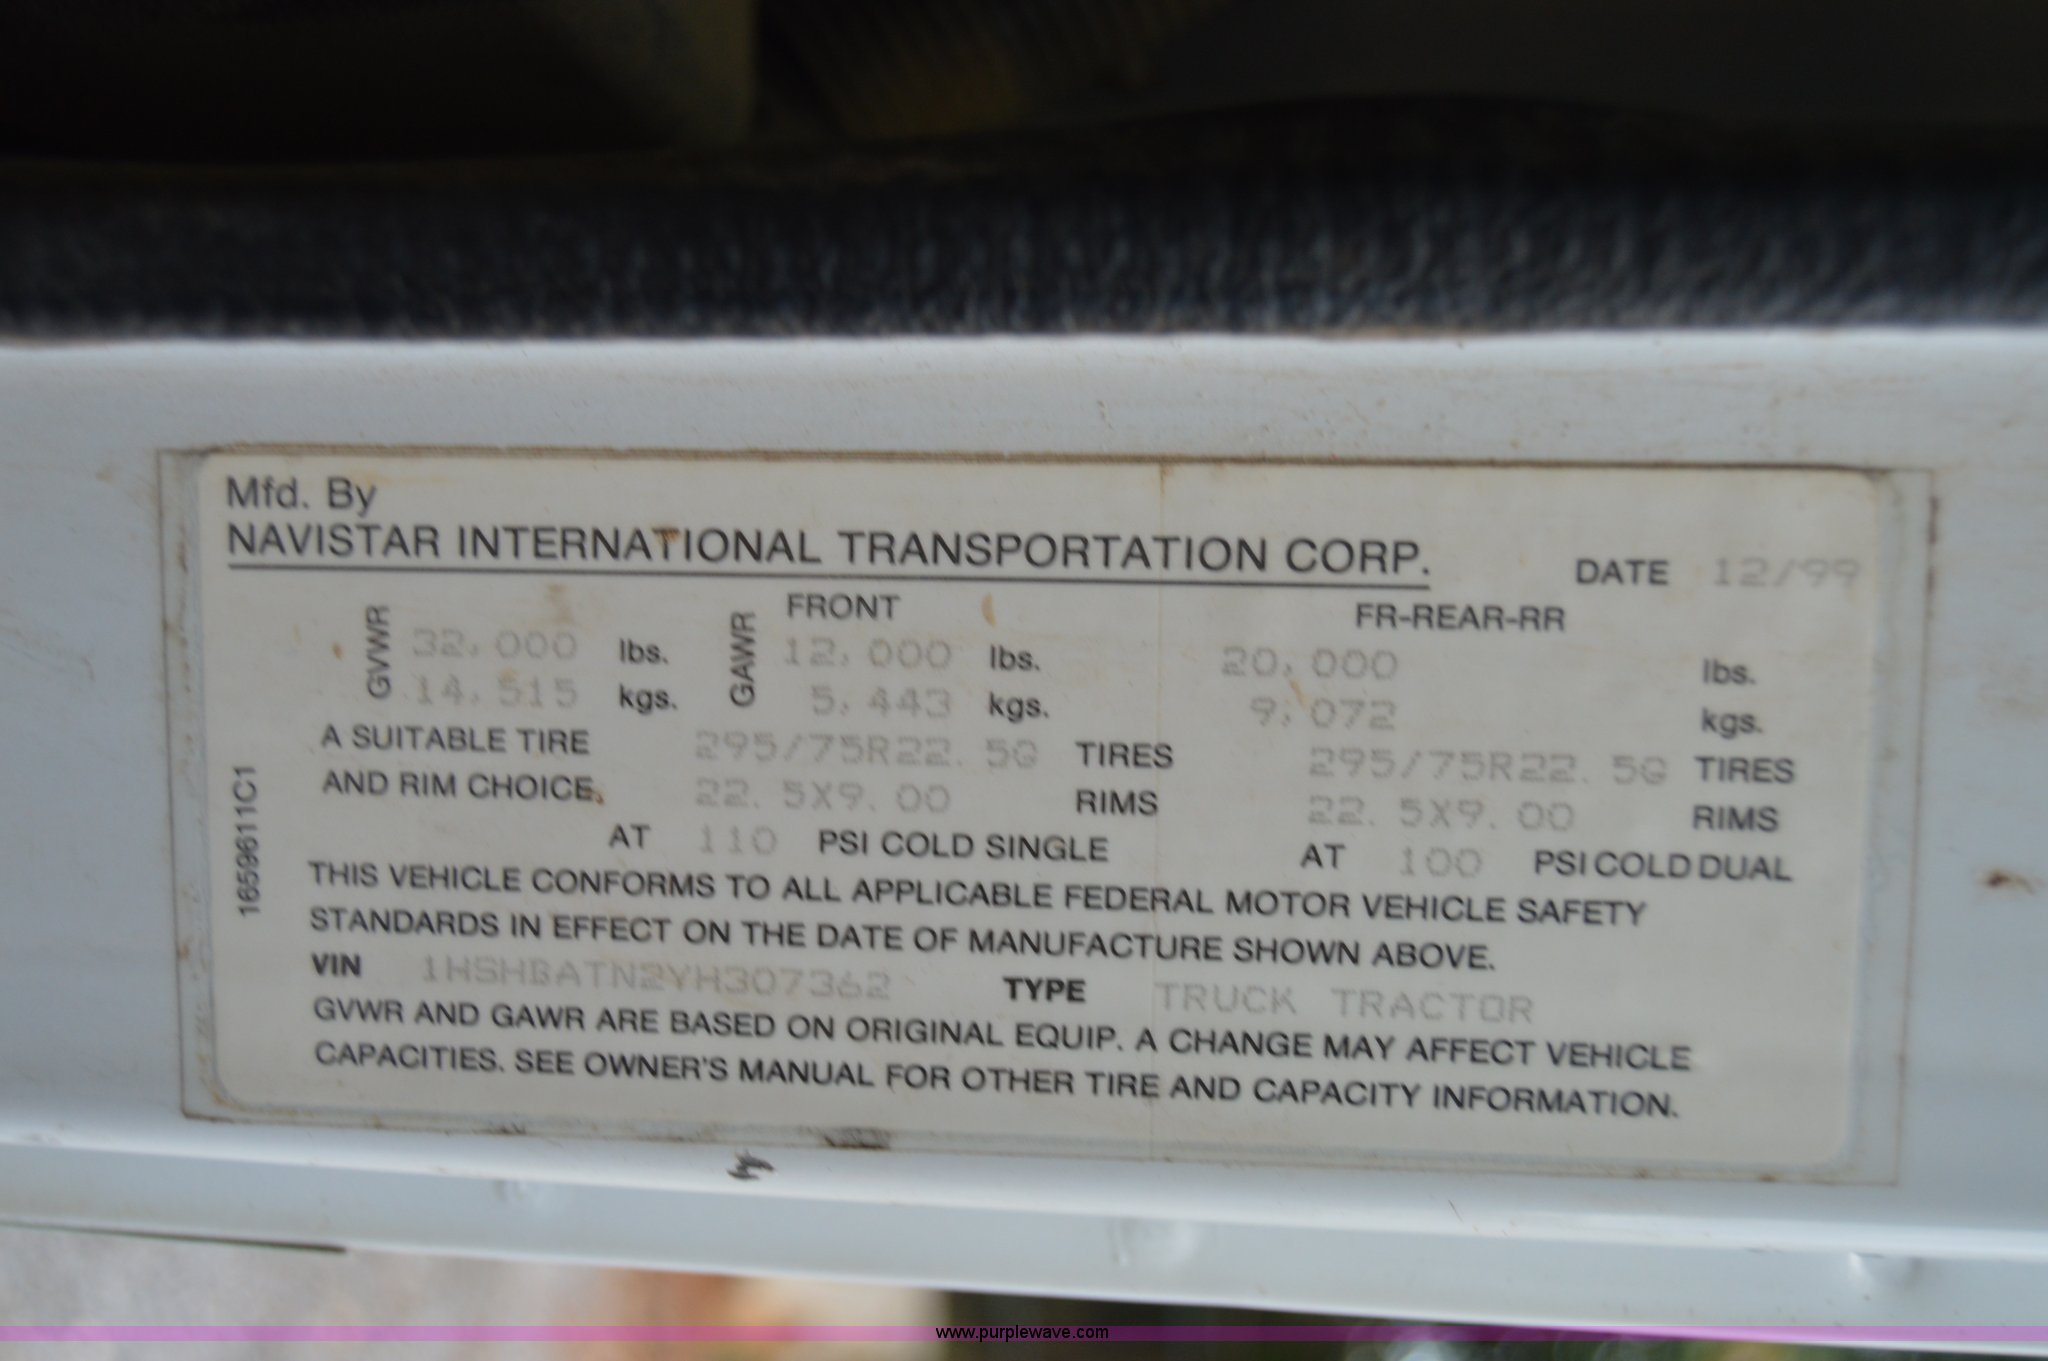 Mfd. By
NAVISTAR INTERNATIONAL TRANSPORTATION CORP. DATE 12/99
FRONT FR-REAR-RR
GVWR 32,000 lbs. GAWR 12,000 lbs. 20,000 lbs.
14,515 kgs. 5,443 kgs. 9,072 kgs.
A SUITABLE TIRE 295/75R22.5G TIRES 295/75R22.5G TIRES
AND RIM CHOICE. 22.5X9.00 RIMS 22.5X9.00 RIMS
AT 110 PSI COLD SINGLE AT 100 PSI COLD DUAL
THIS VEHICLE CONFORMS TO ALL APPLICABLE FEDERAL MOTOR VEHICLE SAFETY
STANDARDS IN EFFECT ON THE DATE OF MANUFACTURE SHOWN ABOVE.
VIN 1HSHBATN2YH307362 TYPE TRUCK TRACTOR
GVWR AND GAWR ARE BASED ON ORIGINAL EQUIP. A CHANGE MAY AFFECT VEHICLE
CAPACITIES. SEE OWNER'S MANUAL FOR OTHER TIRE AND CAPACITY INFORMATION.
1659611C1
www.purplewave.com